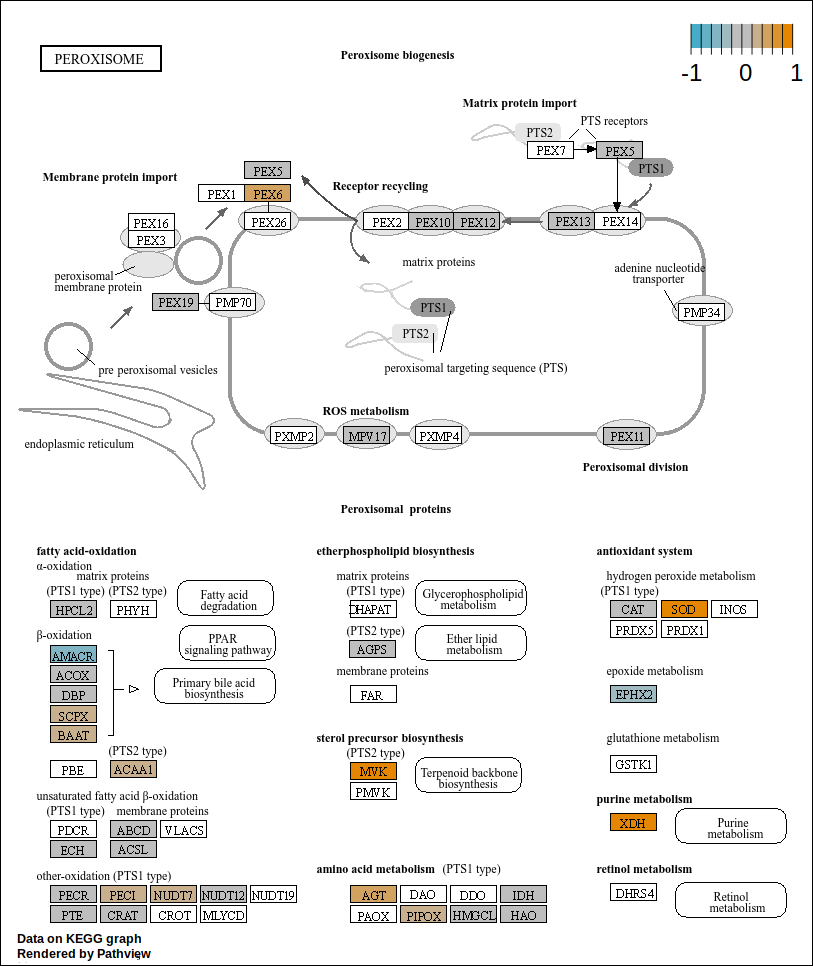 PEROXISOME
Peroxisome biogenesis
-1 0 1
Matrix protein import
PTS receptors
PTS2
PEX7
PEX5
PTS1
Membrane protein import
PEX5
PEX1
PEX6
PEX26
Receptor recycling
PEX2
PEX10
PEX12
PEX13
PEX14
PEX16
PEX3
peroxisomal
membrane protein
matrix proteins
adenine nucleotide
transporter
PEX19
PMP70
PTS1
PMP34
PTS2
pre peroxisomal vesicles
peroxisomal targeting sequence (PTS)
ROS metabolism
endoplasmic reticulum
PXMP2
MPV17
PXMP4
PEX11
Peroxisomal division
Peroxisomal proteins
fatty acid-oxidation
α-oxidation
matrix proteins
(PTS1 type) (PTS2 type)
HPCL2
PHYH
Fatty acid
degradation
β-oxidation
PPAR
signaling pathway
AMACR
ACOX
DBP
SCPX
BAAT
Primary bile acid
biosynthesis
(PTS2 type)
PBE
ACAA1
unsaturated fatty acid β-oxidation
(PTS1 type) membrane proteins
PDCR
ABCD
VLACS
ECH
ACSL
other-oxidation (PTS1 type)
PECR
PECI
NUDT7
NUDT12
NUDT19
PTE
CRAT
CROT
MLYCD
etherphospholipid biosynthesis
matrix proteins
(PTS1 type)
DHAPAT
Glycerophospholipid
metabolism
(PTS2 type)
AGPS
Ether lipid
metabolism
membrane proteins
FAR
sterol precursor biosynthesis
(PTS2 type)
MVK
PMVK
Terpenoid backbone
biosynthesis
amino acid metabolism (PTS1 type)
AGT
DAO
DDO
IDH
PAOX
PIPOX
HMGCL
HAO
antioxidant system
hydrogen peroxide metabolism
(PTS1 type)
CAT
SOD
INOS
PRDX5
PRDX1
epoxide metabolism
EPHX2
glutathione metabolism
GSTK1
purine metabolism
XDH
Purine
metabolism
retinol metabolism
DHRS4
Retinol
metabolism
Data on KEGG graph
Rendered by Pathview